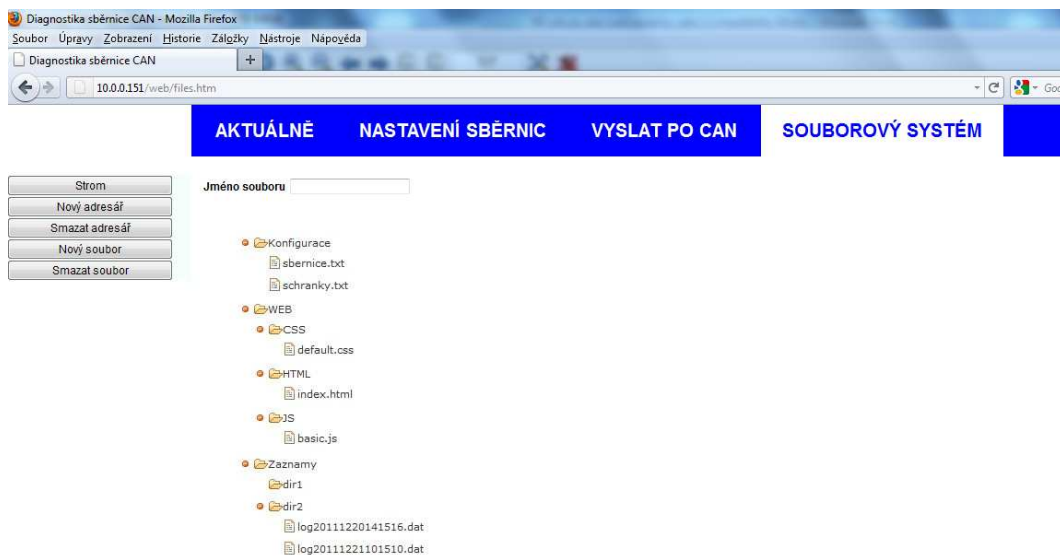 Diagnostika sběrnice CAN - Mozilla Firefox
Soubor Úpravy Zobrazení Historie Záložky Nástroje Nápověda
Diagnostika sběrnice CAN +
10.0.0.151/web/files.htm
AKTUÁLNĚ NASTAVENÍ SBĚRNIC VYSLAT PO CAN SOUBOROVÝ SYSTÉM
Strom
Nový adresář
Smazat adresář
Nový soubor
Smazat soubor
Jméno souboru
Konfigurace
sbernice.txt
schranky.txt
WEB
CSS
default.css
HTML
index.html
JS
basic.js
Zaznamy
dir1
dir2
log20111220141516.dat
log20111221101510.dat